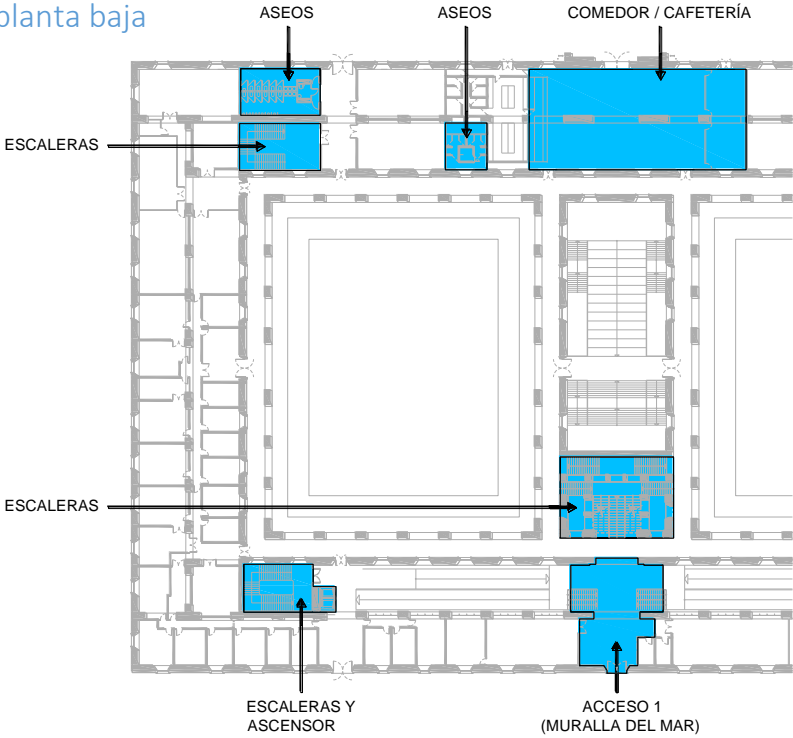 planta baja
ASEOS
ASEOS
COMEDOR / CAFETERÍA
ESCALERAS
ESCALERAS
ESCALERAS Y
ASCENSOR
ACCESO 1
(MURALLA DEL MAR)